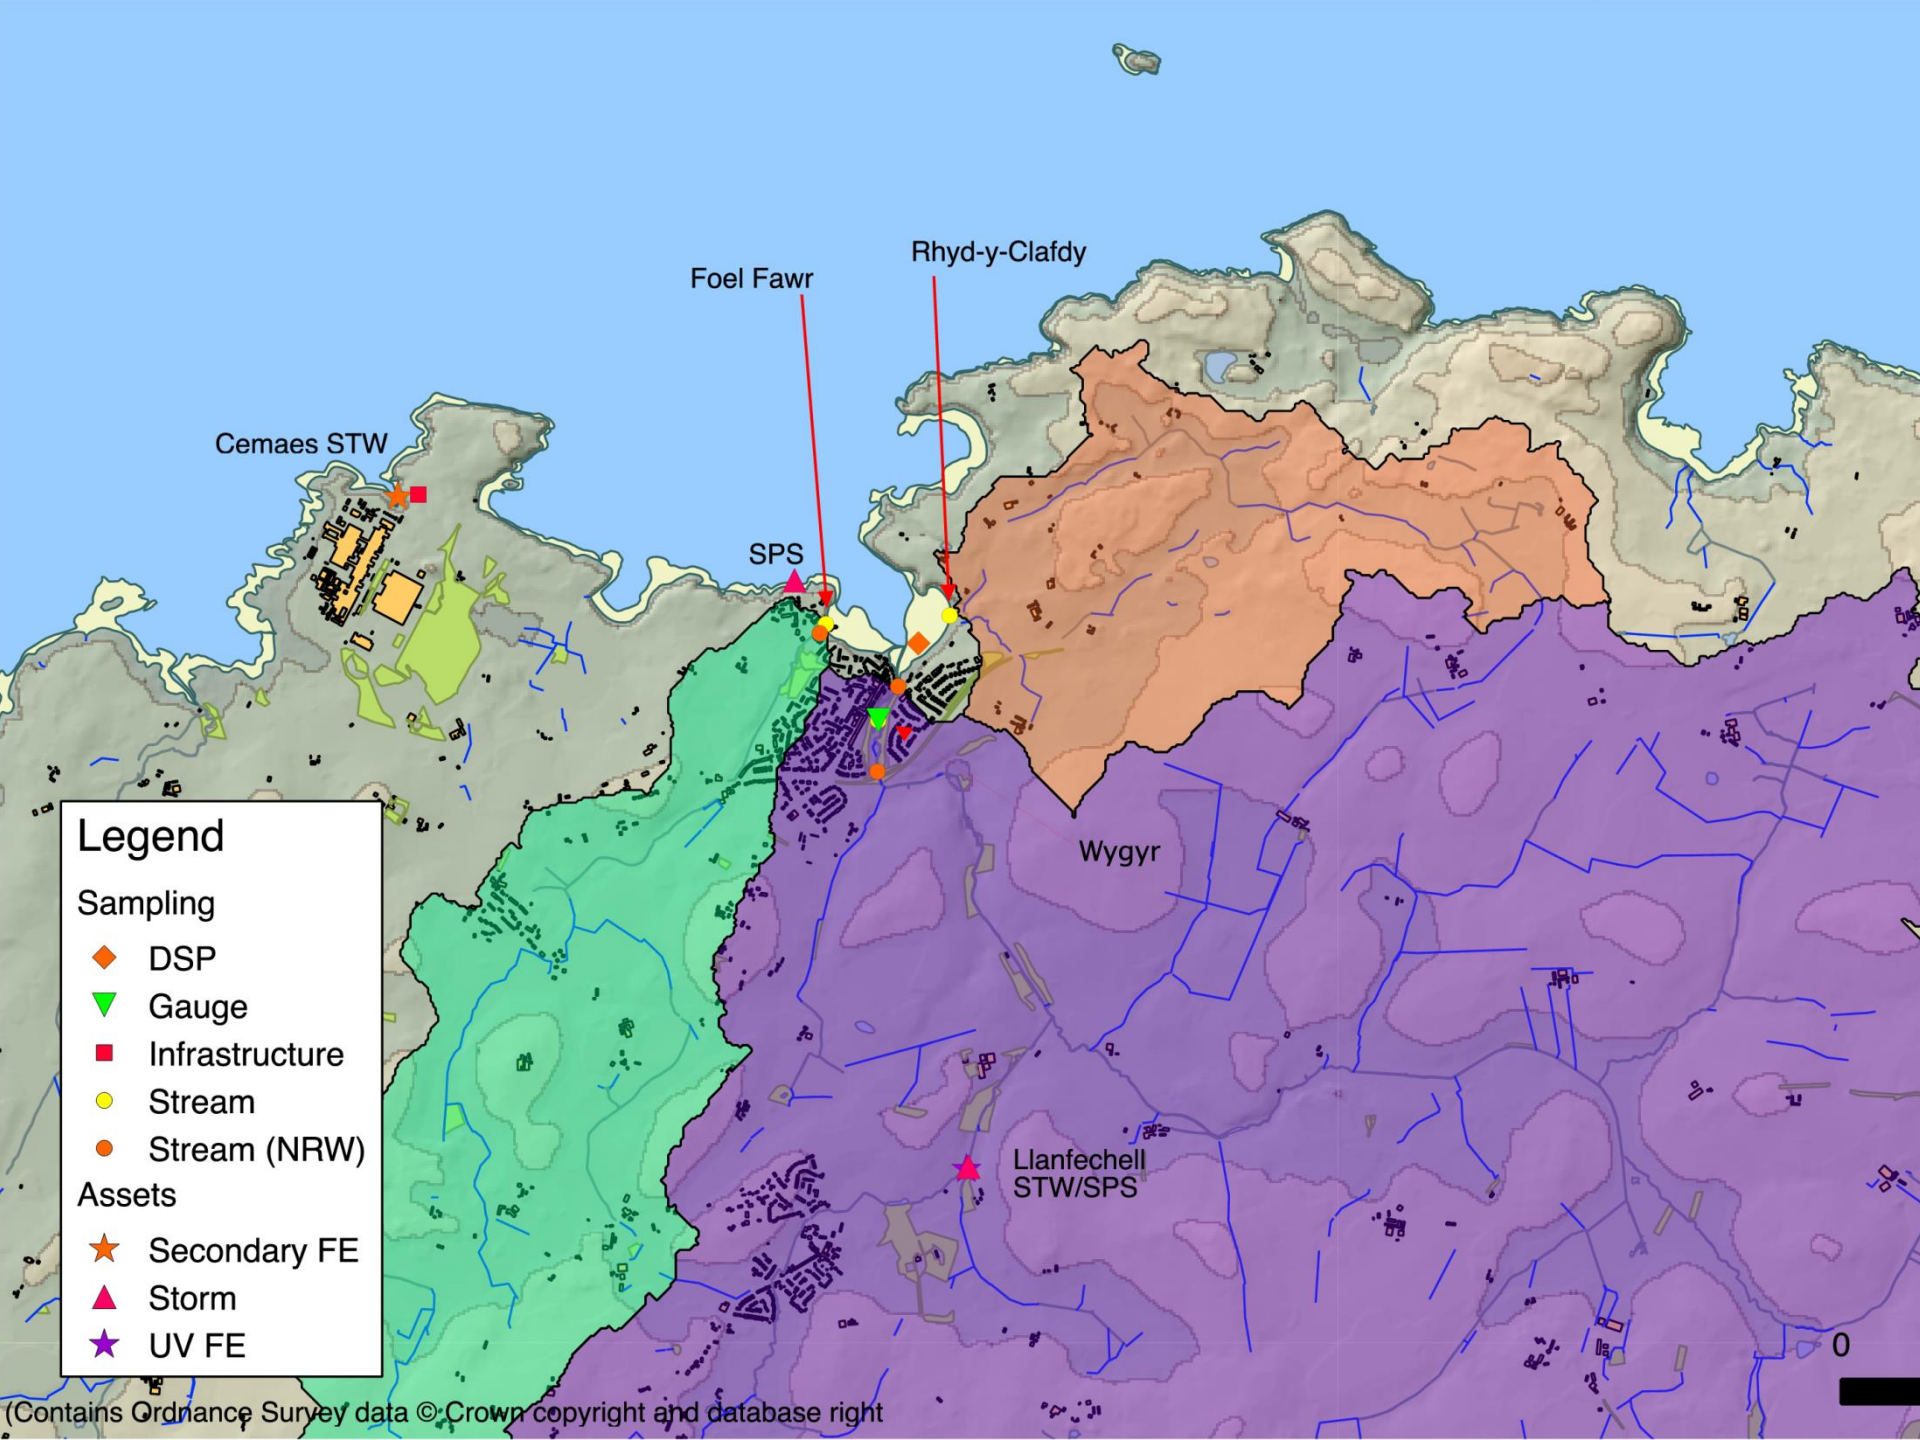 Rhyd-y-Clafdy
Foel Fawr
Cemaes STW
SPS
Wygyr
Llanfechell
STW/SPS
Legend
Sampling
DSP
Gauge
Infrastructure
Stream
Stream (NRW)
Assets
Secondary FE
Storm
UV FE
0
(Contains Ordnance Survey data © Crown copyright and database right